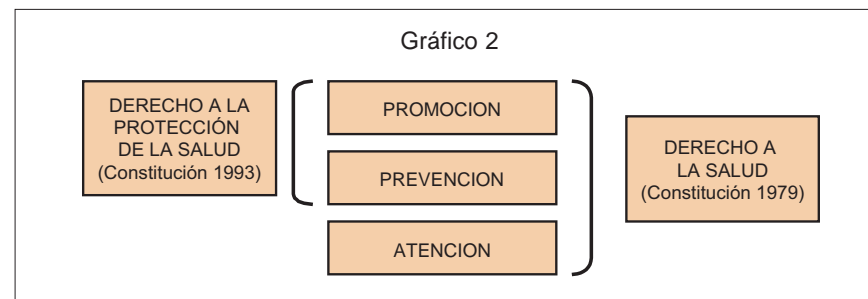 Gráfico 2
DERECHO A LA
PROTECCIÓN
DE LA SALUD
(Constitución 1993)
PROMOCION
PREVENCION
ATENCION
DERECHO A
LA SALUD
(Constitución 1979)